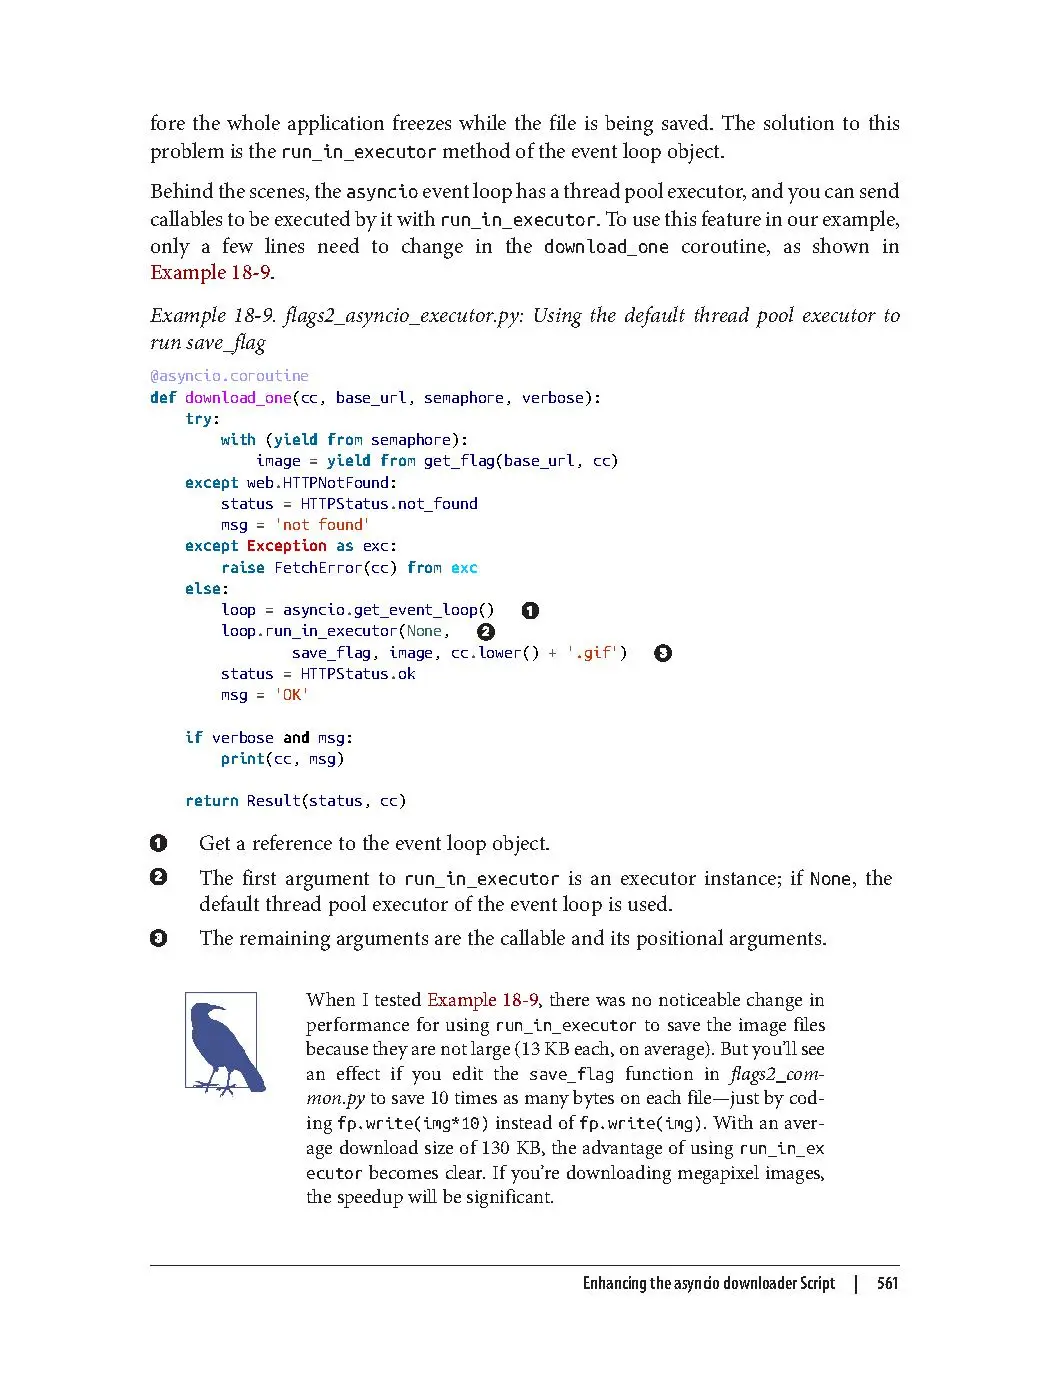 fore the whole application freezes while the file is being saved. The solution to this
problem is the run_in_executor method of the event loop object.
Behind the scenes, the asyncio event loop has a thread pool executor, and you can send
callables to be executed by it with run_in_executor. To use this feature in our example,
only a few lines need to change in the download_one coroutine, as shown in
Example 18-9.
Example 18-9. flags2_asyncio_executor.py: Using the default thread pool executor to
run save_flag
@asyncio.coroutine
def download_one(cc, base_url, semaphore, verbose):
    try:
        with (yield from semaphore):
            image = yield from get_flag(base_url, cc)
    except web.HTTPNotFound:
        status = HTTPStatus.not_found
        msg = 'not found'
    except Exception as exc:
        raise FetchError(cc) from exc
    else:
        loop = asyncio.get_event_loop() ❶
        loop.run_in_executor(None, ❷
                save_flag, image, cc.lower() + '.gif') ❸
        status = HTTPStatus.ok
        msg = 'OK'
    if verbose and msg:
        print(cc, msg)
    return Result(status, cc)
❶ Get a reference to the event loop object.
❷ The first argument to run_in_executor is an executor instance; if None, the
default thread pool executor of the event loop is used.
❸ The remaining arguments are the callable and its positional arguments.
When I tested Example 18-9, there was no noticeable change in
performance for using run_in_executor to save the image files
because they are not large (13 KB each, on average). But you'll see
an effect if you edit the save_flag function in flags2_com-
mon.py to save 10 times as many bytes on each file—just by cod-
ing fp.write(img*10) instead of fp.write(img). With an aver-
age download size of 130 KB, the advantage of using run_in_ex
ecutor becomes clear. If you're downloading megapixel images,
the speedup will be significant.
Enhancing the asyncio downloader Script | 561